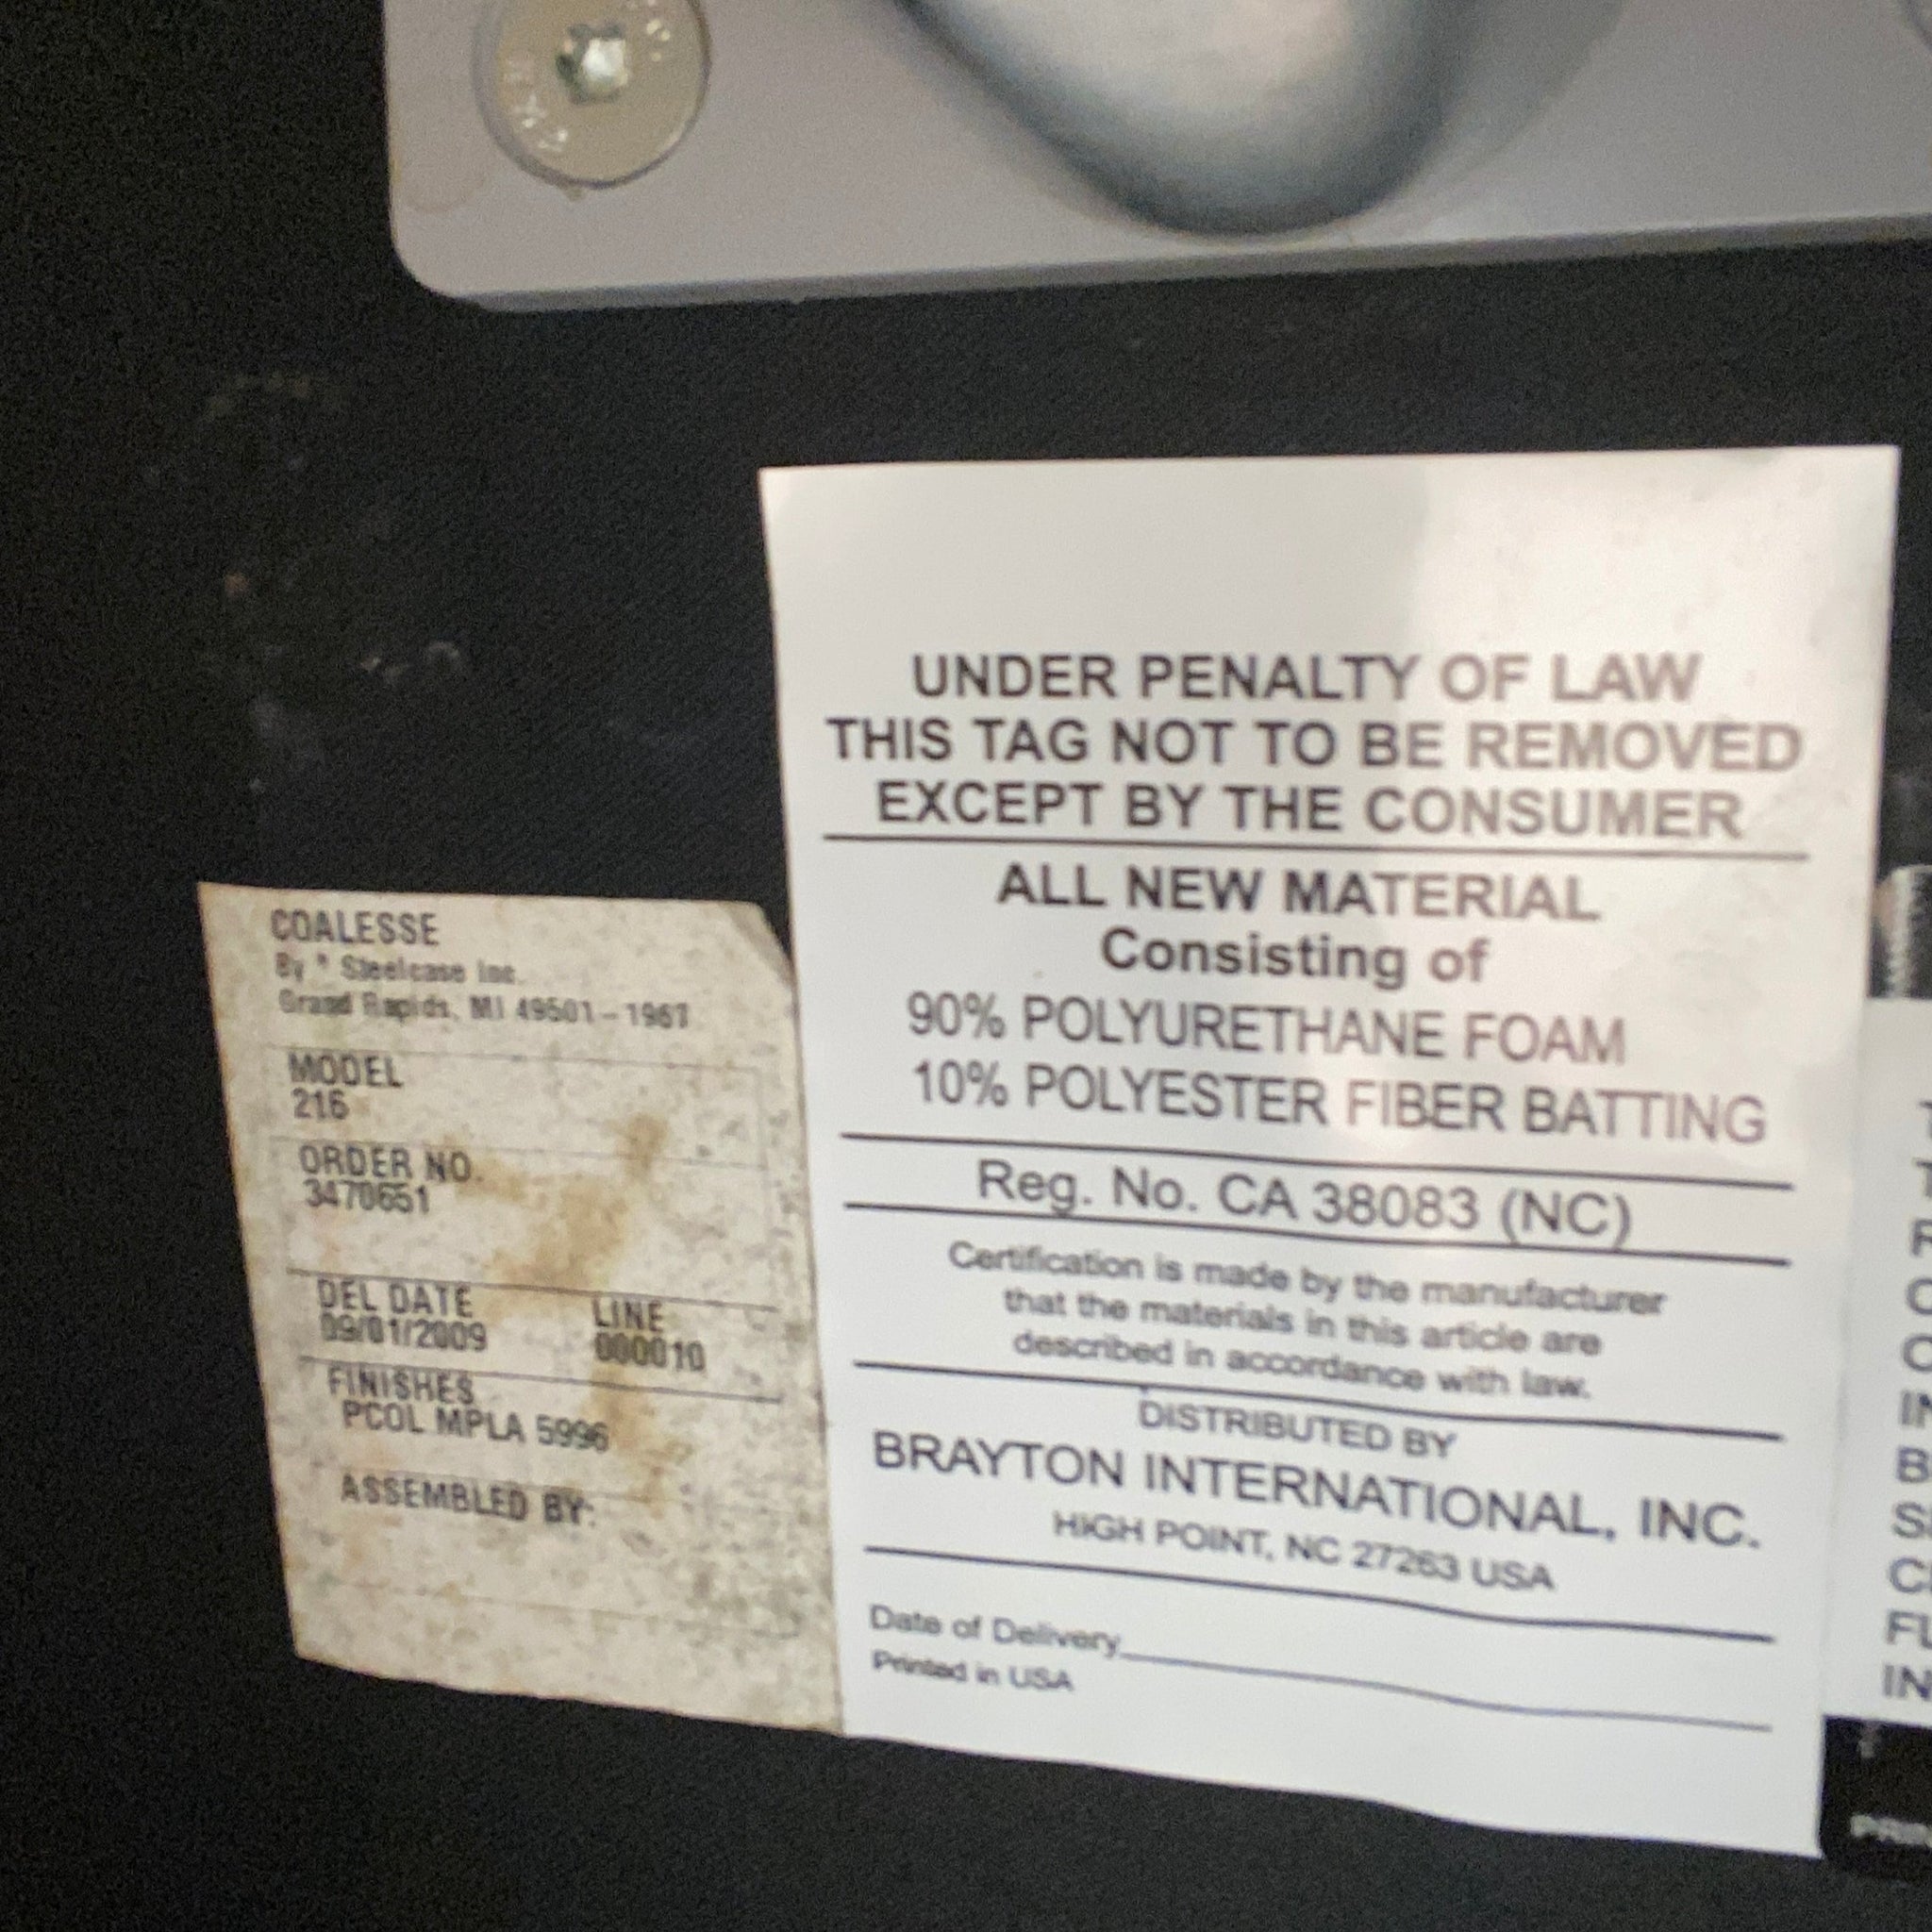 COALESSE
By * Steelcase Inc.
Grand Rapids, MI 49501-1967
MODEL
216
ORDER NO.
3470651
DEL DATE LINE
09/01/2009 000010
FINISHES
PCOL MPLA 5996
ASSEMBLED BY:
UNDER PENALTY OF LAW
THIS TAG NOT TO BE REMOVED
EXCEPT BY THE CONSUMER
ALL NEW MATERIAL
Consisting of
90% POLYURETHANE FOAM
10% POLYESTER FIBER BATTING
Reg. No. CA 38083 (NC)
Certification is made by the manufacturer
that the materials in this article are
described in accordance with law.
DISTRIBUTED BY
BRAYTON INTERNATIONAL, INC.
HIGH POINT, NC 27263 USA
Date of Delivery
Printed in USA